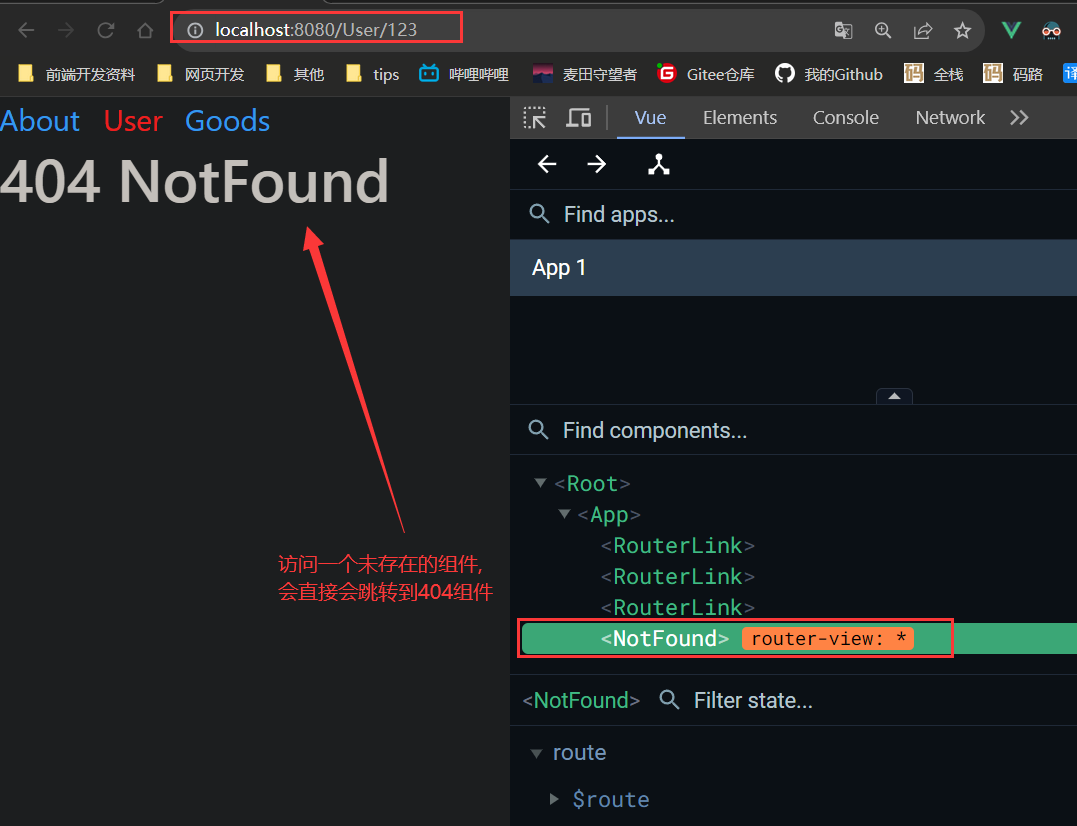 localhost:8080/User/123
前端开发资料 网页开发 其他 tips 哔哩哔哩 麦田守望者 Gitee仓库 我的Github 码 全栈 码 码路 译
About User Goods
404 NotFound
访问一个未存在的组件,
会直接会跳转到404组件
Vue Elements Console Network
Find apps...
App 1
Find components...
<Root>
<App>
<RouterLink>
<RouterLink>
<RouterLink>
<NotFound> router-view: *
<NotFound> Filter state...
route
$route